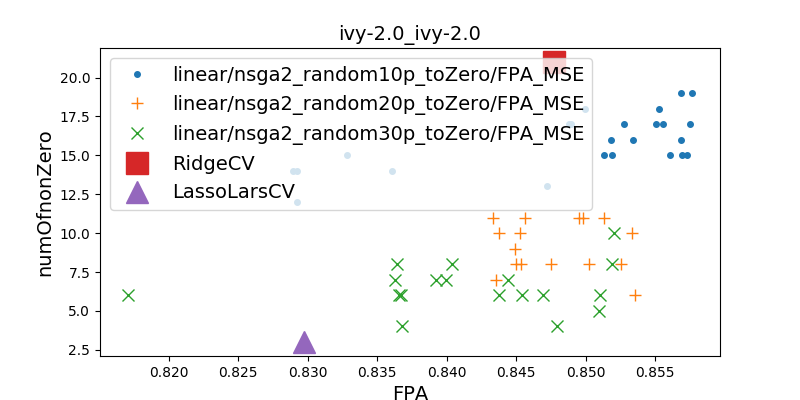 ivy-2.0_ivy-2.0
linear/nsga2_random10p_toZero/FPA_MSE
linear/nsga2_random20p_toZero/FPA_MSE
linear/nsga2_random30p_toZero/FPA_MSE
RidgeCV
LassoLarsCV
numOfnonZero
20.0
17.5
15.0
12.5
10.0
7.5
5.0
2.5
0.820 0.825 0.830 0.835 0.840 0.845 0.850 0.855
FPA